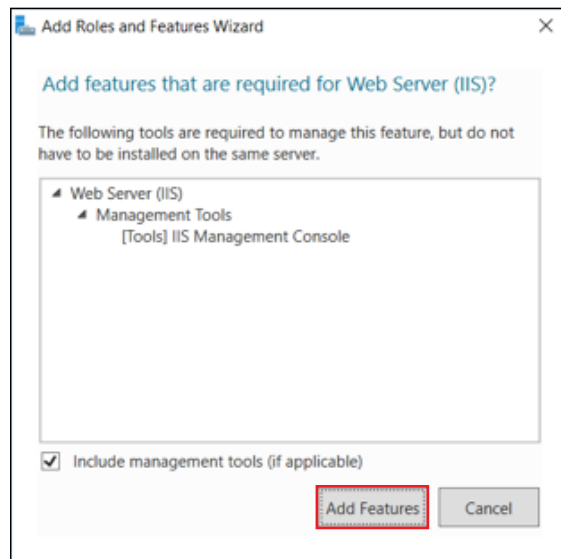 Add Roles and Features Wizard
Add features that are required for Web Server (IIS)?
The following tools are required to manage this feature, but do not
have to be installed on the same server.
Web Server (IIS)
Management Tools
[Tools] IIS Management Console
Include management tools (if applicable)
Add Features Cancel